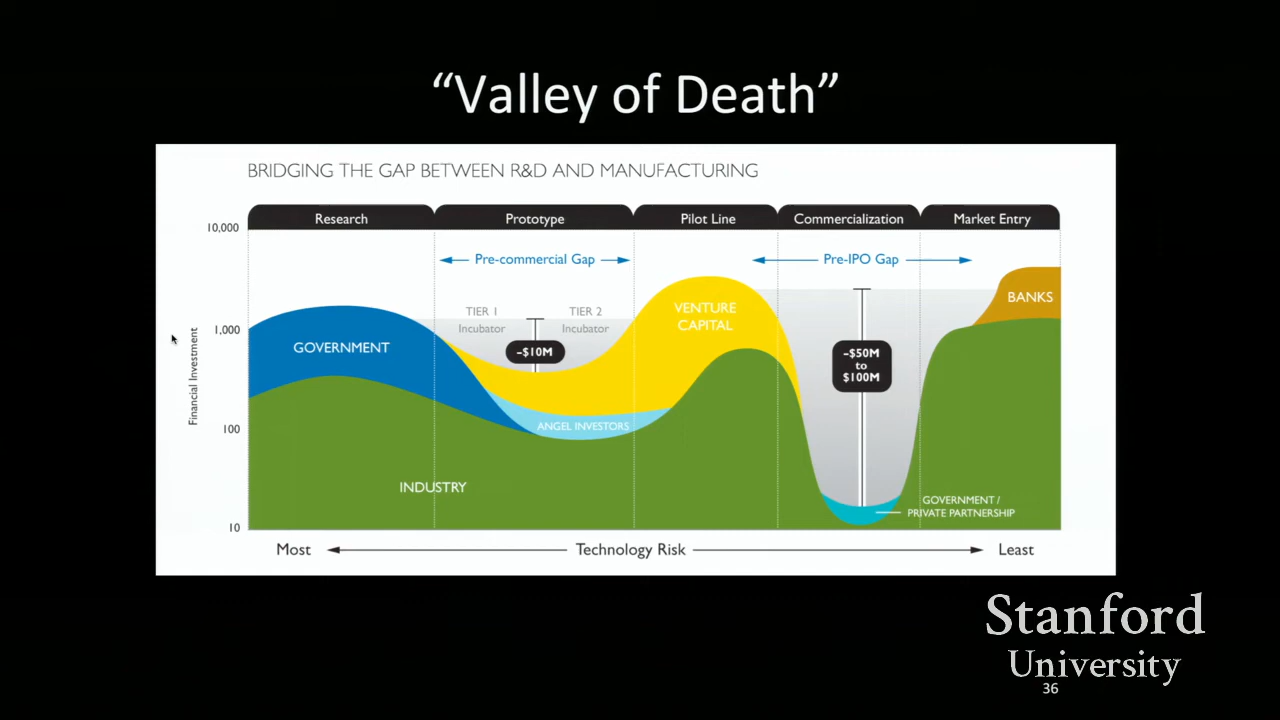 “Valley of Death”
BRIDGING THE GAP BETWEEN R&D AND MANUFACTURING
Research Prototype Pilot Line Commercialization Market Entry
10,000
Pre-commercial Gap
Pre-IPO Gap
TIER 1
Incubator
TIER 2
Incubator
~$10M
VENTURE
CAPITAL
~$50M
to
$100M
BANKS
1,000
GOVERNMENT
Financial Investment
100
ANGEL INVESTORS
INDUSTRY
GOVERNMENT /
PRIVATE PARTNERSHIP
10
Most Technology Risk Least
Stanford
University
36